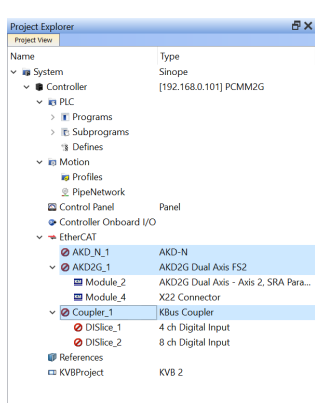 Project Explorer
Project View
Name Type
System Sinope
Controller [192.168.0.101] PCMM2G
PLC
Programs
Subprograms
Defines
Motion
Profiles
PipeNetwork
Control Panel Panel
Controller Onboard I/O
EtherCAT
AKD_N_1 AKD-N
AKD2G_1 AKD2G Dual Axis FS2
Module_2 AKD2G Dual Axis - Axis 2, SRA Para...
Module_4 X22 Connector
Coupler_1 KBus Coupler
DISlice_1 4 ch Digital Input
DISlice_2 8 ch Digital Input
References
KVBProject KVB 2